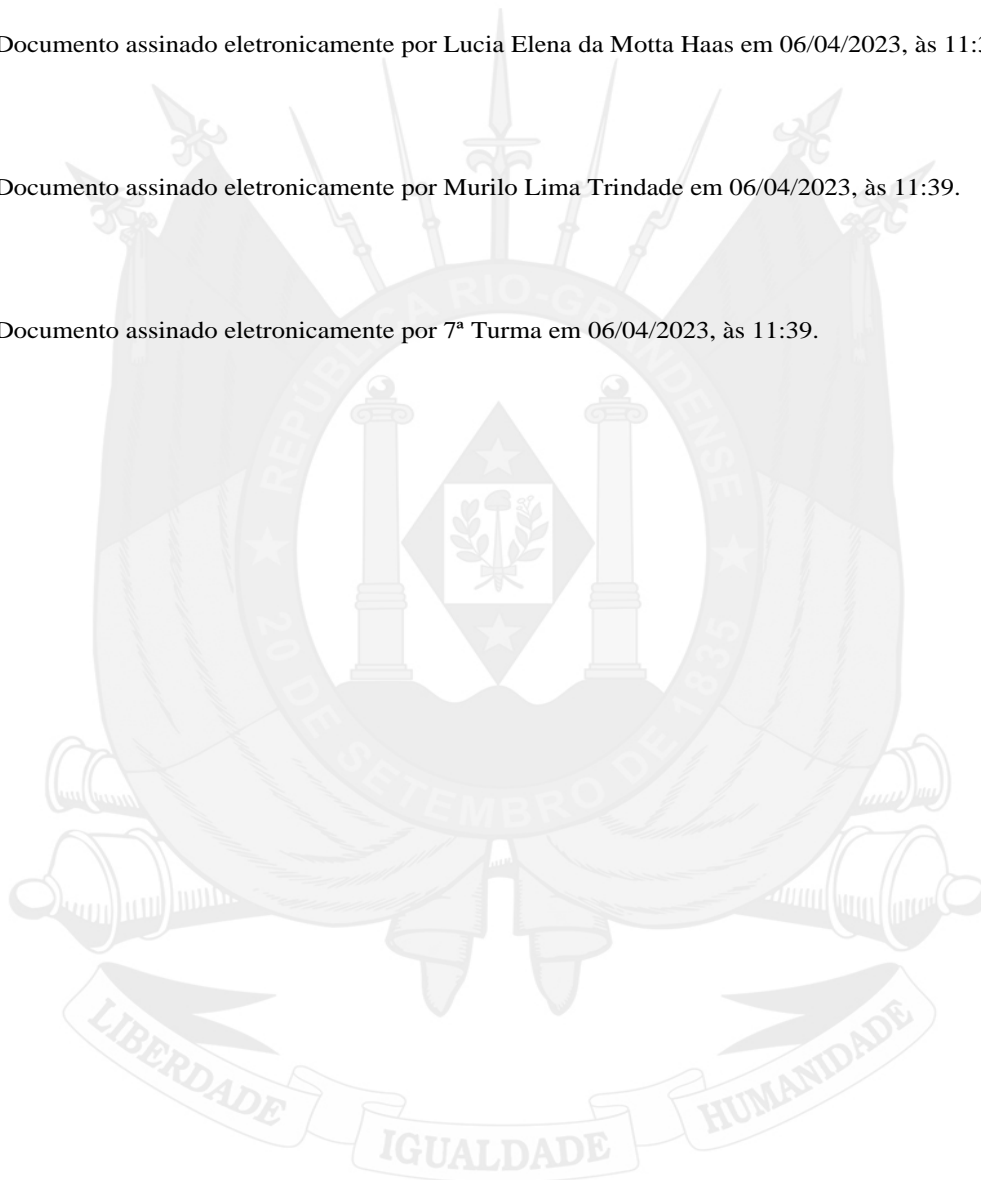 Documento assinado eletronicamente por Lucia Elena da Motta Haas em 06/04/2023, às
Documento assinado eletronicamente por Murilo Lima Trindade em 06/04/2023, às 11:39.
Documento assinado eletronicamente por 7ª Turma em 06/04/2023, às 11:39.
REPÚBLICA RIO-GRANDENSE
20 DE SETEMBRO DE 1835
LIBERDADE
IGUALDADE
HUMANIDADE